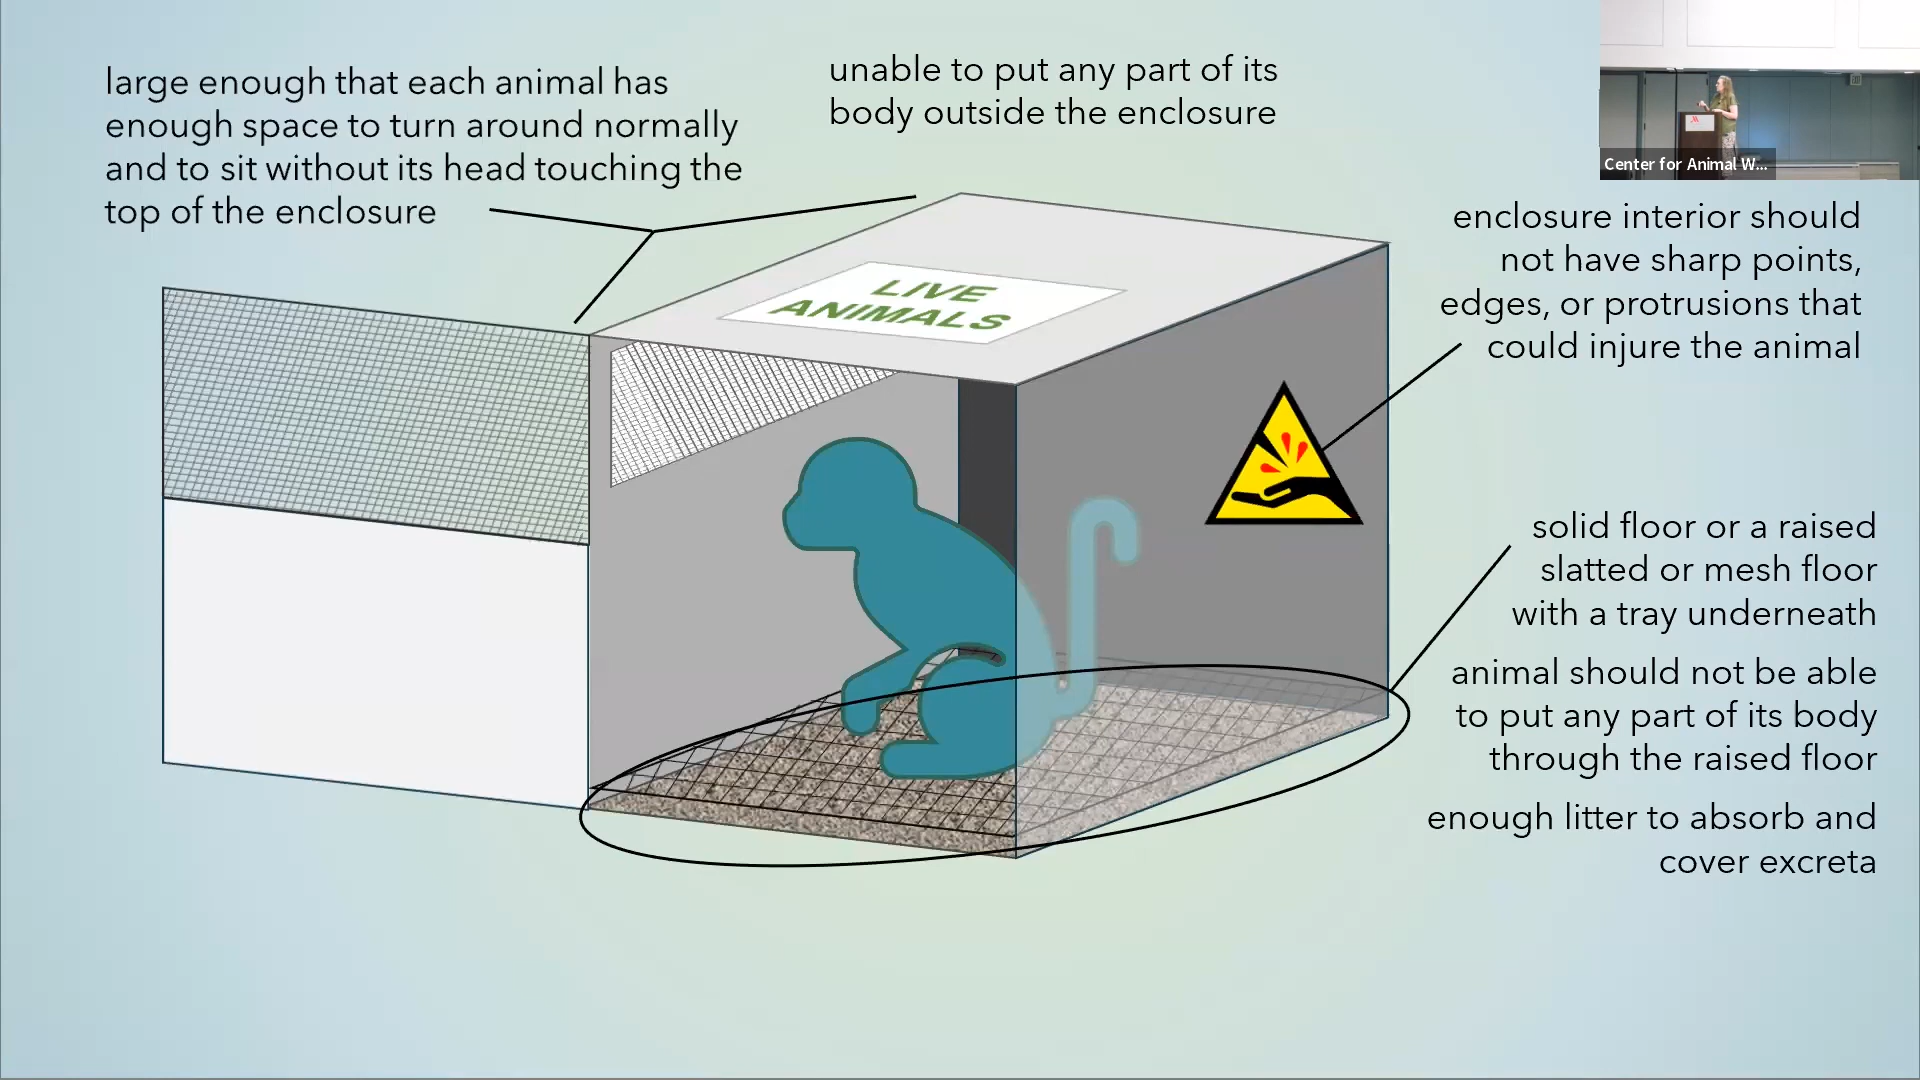 large enough that each animal has
enough space to turn around normally
and to sit without its head touching the
top of the enclosure
unable to put any part of its
body outside the enclosure
Center for Animal W...
enclosure interior should
not have sharp points,
edges, or protrusions that
could injure the animal
LIVE
ANIMALS
solid floor or a raised
slatted or mesh floor
with a tray underneath
animal should not be able
to put any part of its body
through the raised floor
enough litter to absorb and
cover excreta